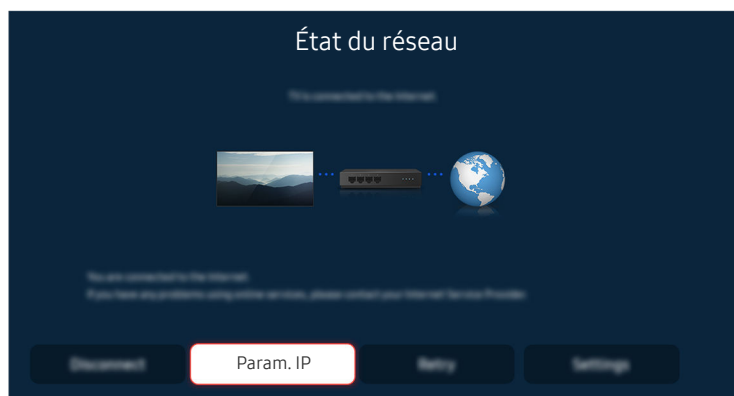 État du réseau
TV is connected to the Internet.
You are connected to the Internet.
If you have any problems using online services, please contact your Internet Service Provider.
Disconnect
Param. IP
Retry
Settings